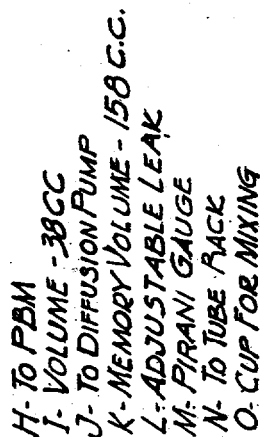 H- TO PBM
I- VOLUME - 38CC
J- TO DIFFUSION PUMP
K- MEMORY VOLUME - 158 C.C.
L- ADJUSTABLE LEAK
M- PIRANI GAUGE
N- TO TUBE RACK
O. CUP FOR MIXING